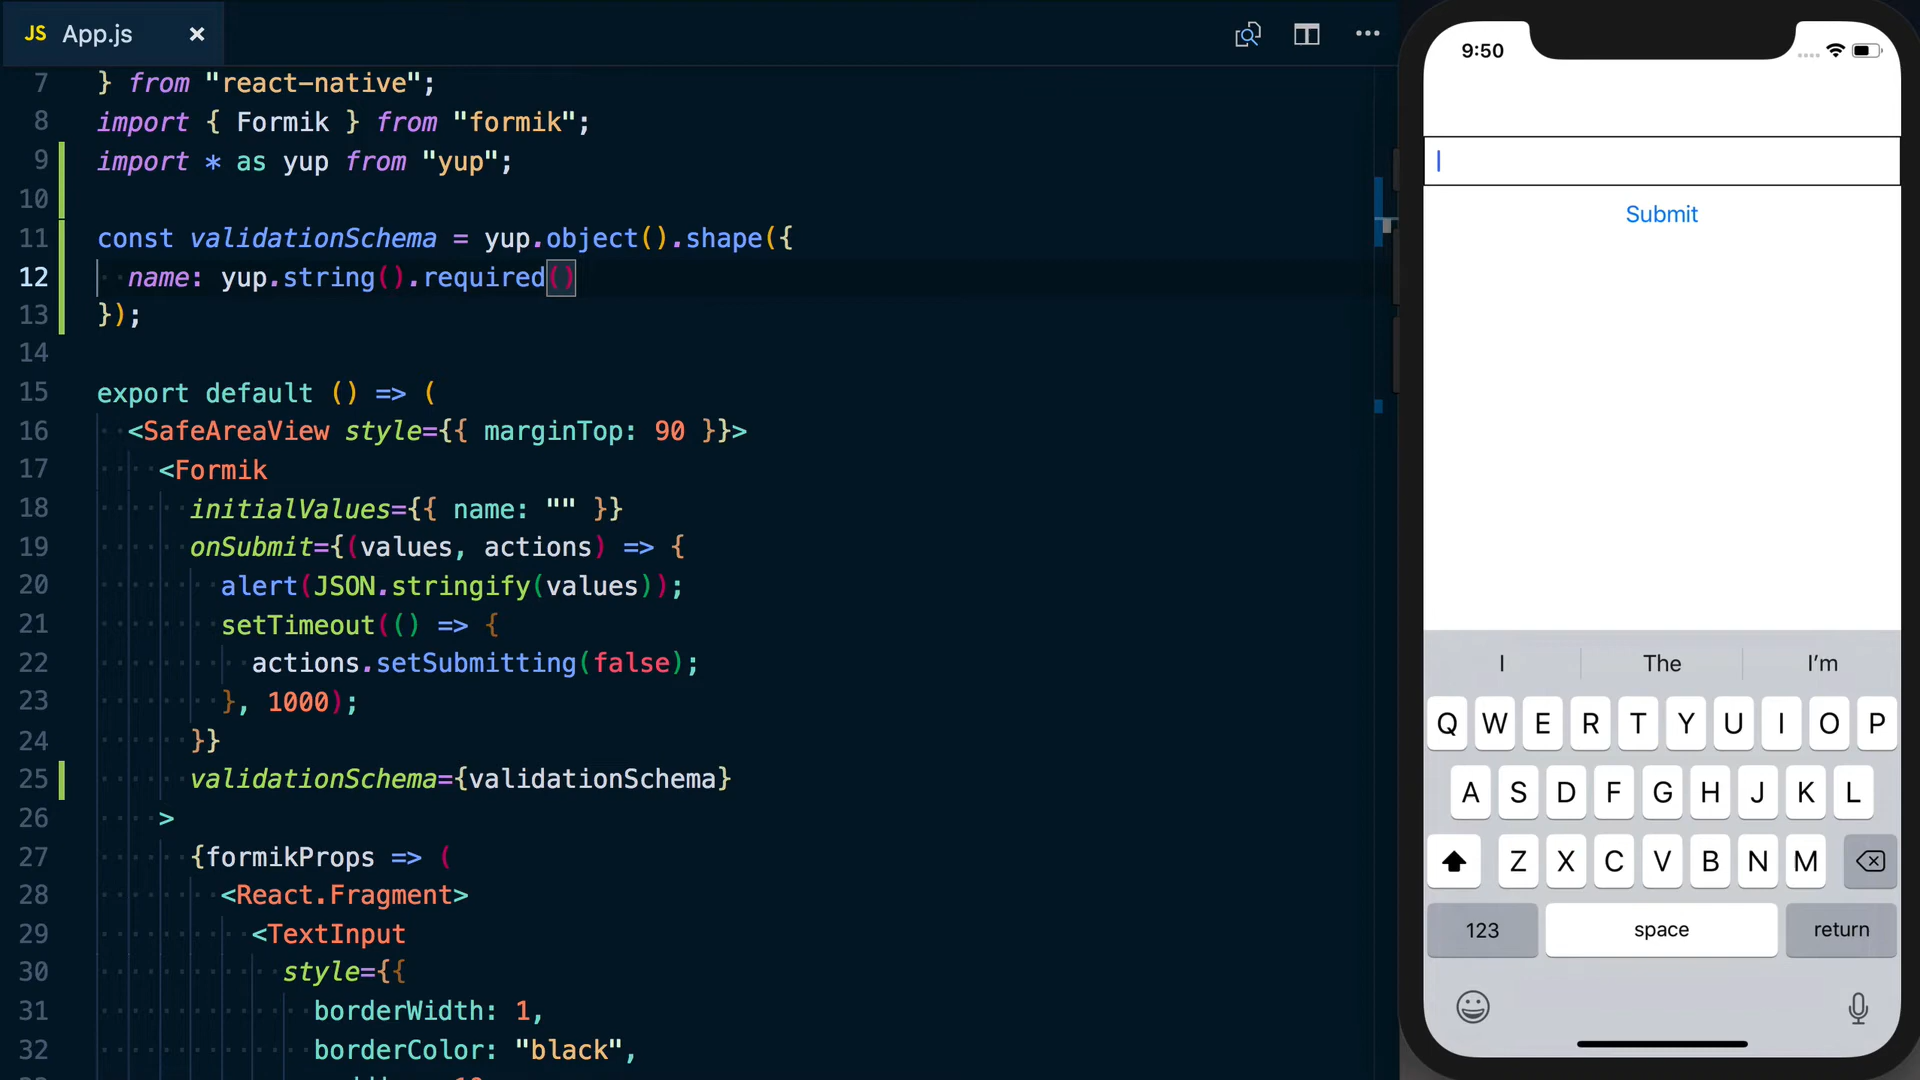 JS App.js ×
7 } from "react-native";
8 import { Formik } from "formik";
9 import * as yup from "yup";
10
11 const validationSchema = yup.object().shape({
12 name: yup.string().required()
13 });
14
15 export default () => (
16 <SafeAreaView style={{ marginTop: 90 }}>
17 <Formik
18 initialValues={{ name: "" }}
19 onSubmit={(values, actions) => {
20 alert(JSON.stringify(values));
21 setTimeout(() => {
22 actions.setSubmitting(false);
23 }, 1000);
24 }}
25 validationSchema={validationSchema}
26 >
27 {formikProps => (
28 <React.Fragment>
29 <TextInput
30 style={{
31 borderWidth: 1,
32 borderColor: "black",
9:50
Submit
I The I'm
Q W E R T Y U I O P
A S D F G H J K L
Z X C V B N M
123 space return